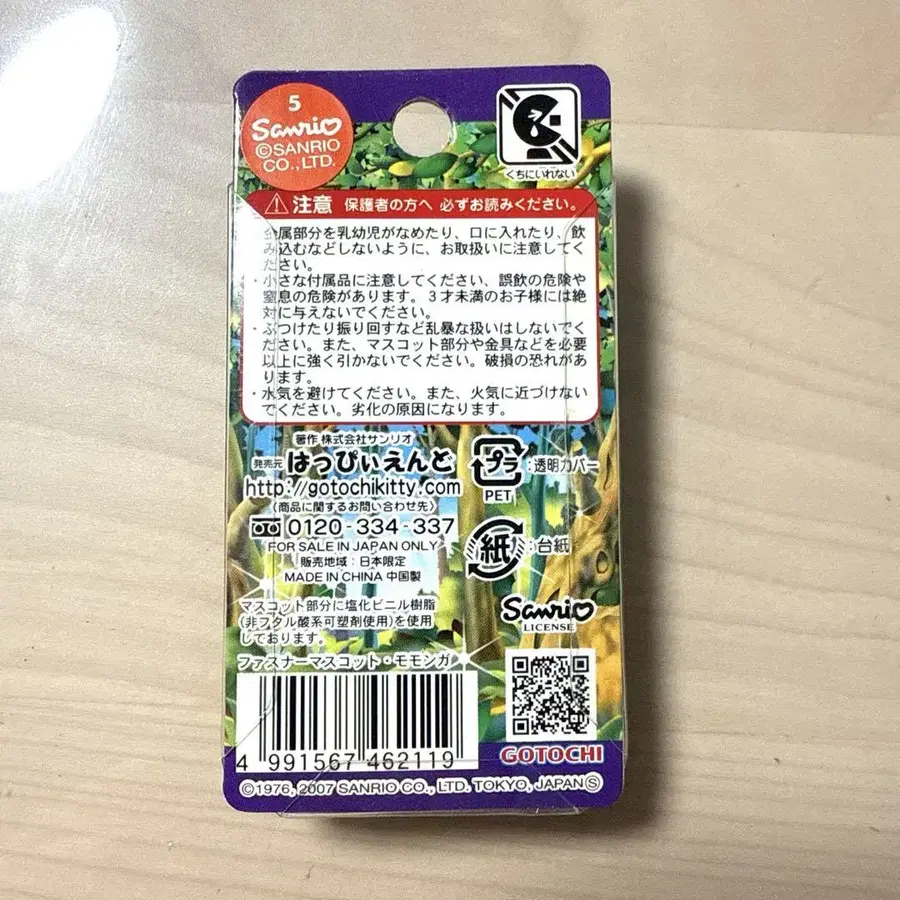 5
Sanrio
©SANRIO
CO., LTD.
くちにいれない
注意 保護者の方へ 必ずお読みください。
金属部分を乳幼児がなめたり、口に入れたり、飲
み込むなどしないように、お取扱いに注意してく
ださい。
・小さな付属品に注意してください、誤飲の危険や
窒息の危険があります。3才未満のお子様には絶
対に与えないでください。
・ぶつけたり振り回すなど乱暴な扱いはしないでく
ださい。また、マスコット部分や金具などを必要
以上に強く引かないでください。破損の恐れがあ
ります。
・水気を避けてください。また、火気に近づけない
でください。劣化の原因になります。
著作 株式会社サンリオ
発売元 はっぴぃえんど
http://gotochikitty.com
〈商品に関するお問い合わせ先〉
0120-334-337
FOR SALE IN JAPAN ONLY
販売地域：日本限定
MADE IN CHINA 中国製
プラ：透明カバー
PET
紙：台紙
マスコット部分に塩化ビニル樹脂
(非フタル酸系可塑剤使用)を使用
しております。
Sanrio
LICENSE
ファスナーマスコット・モモンガ
4 991567 462119
GOTOCHI
©1976, 2007 SANRIO CO., LTD. TOKYO, JAPAN Ⓢ